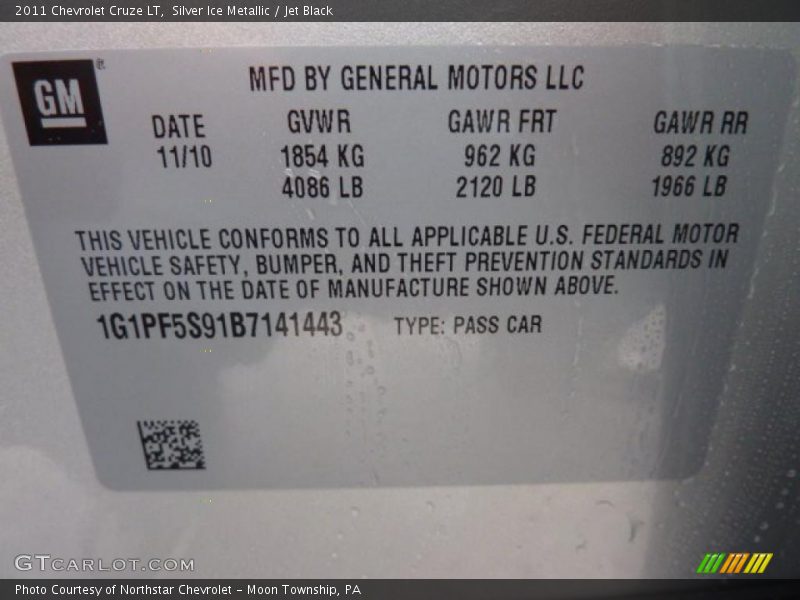 2011 Chevrolet Cruze LT,  Silver Ice Metallic / Jet Black
GM®
MFD BY GENERAL MOTORS LLC
DATE GVWR GAWR FRT GAWR RR
11/10 1854 KG 962 KG 892 KG
4086 LB 2120 LB 1966 LB
THIS VEHICLE CONFORMS TO ALL APPLICABLE U.S. FEDERAL MOTOR
VEHICLE SAFETY, BUMPER, AND THEFT PREVENTION STANDARDS IN
EFFECT ON THE DATE OF MANUFACTURE SHOWN ABOVE.
1G1PF5S91B7141443 TYPE: PASS CAR
GTCARLOT.COM
Photo Courtesy of Northstar Chevrolet - Moon Township, PA